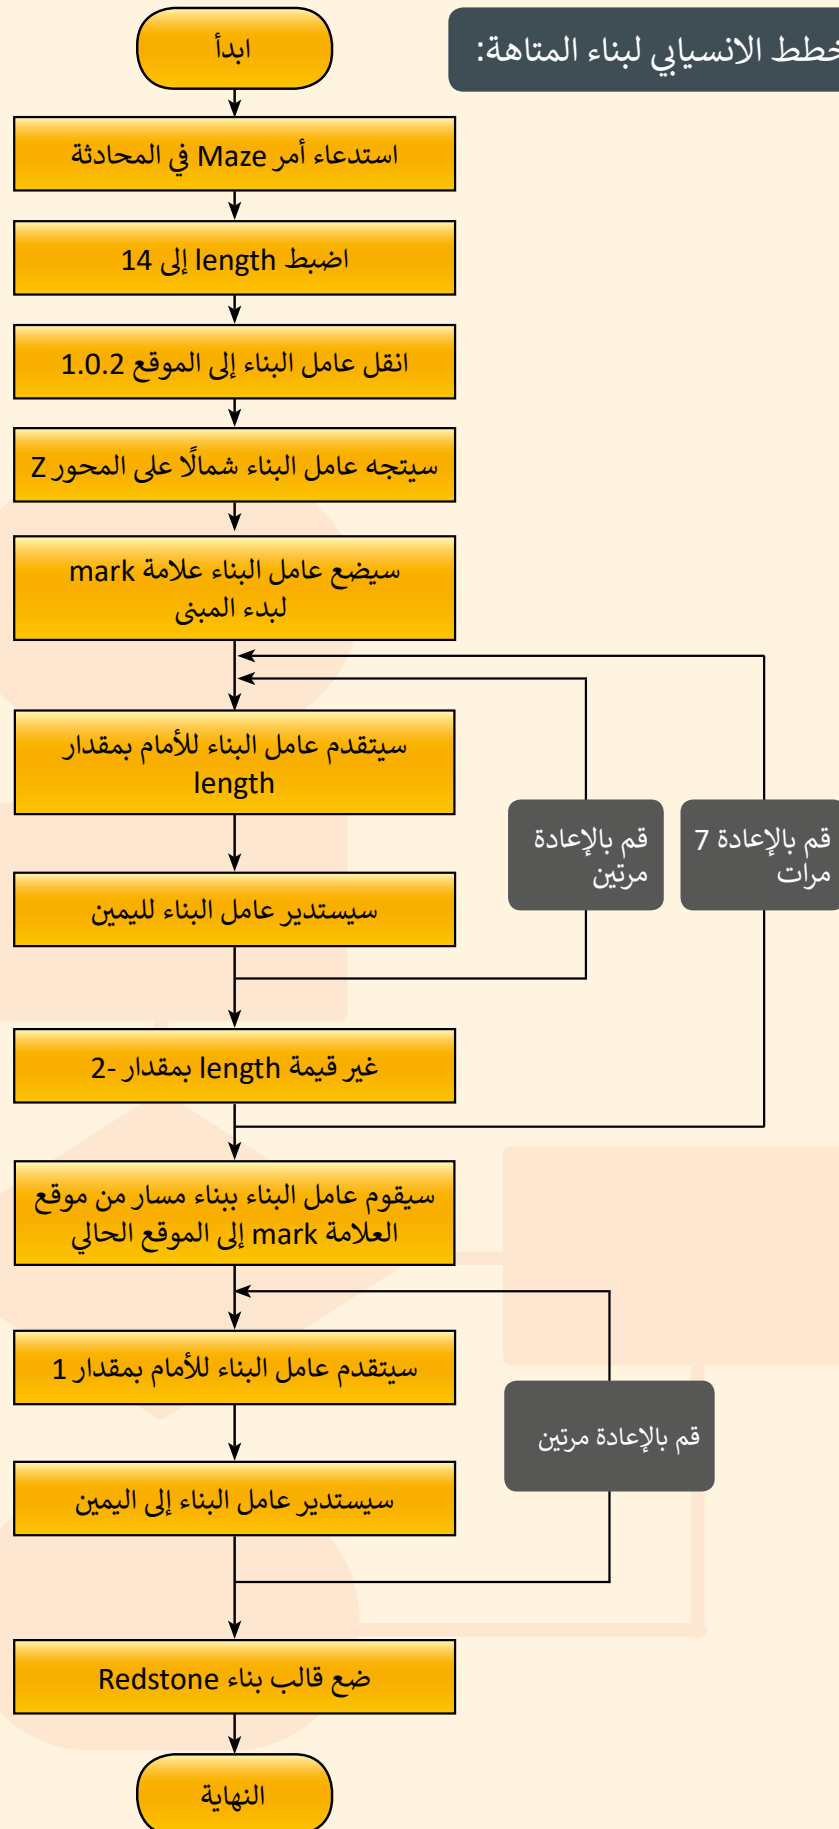 خطط الانسيابي لبناء المتاهة:
ابدأ
استدعاء أمر Maze في المحادثة
اضبط length إلى 14
انقل عامل البناء إلى الموقع 1.0.2
سيتجه عامل البناء شمالًا على المحور Z
سيضع عامل البناء علامة mark
لبدء المبنى
سيتقدم عامل البناء للأمام بمقدار
length
قم بالإعادة
مرتين
قم بالإعادة 7
مرات
سيستدير عامل البناء لليمين
غير قيمة length بمقدار -2
سيقوم عامل البناء ببناء مسار من موقع
العلامة mark إلى الموقع الحالي
سيتقدم عامل البناء للأمام بمقدار 1
قم بالإعادة مرتين
سيستدير عامل البناء إلى اليمين
ضع قالب بناء Redstone
النهاية